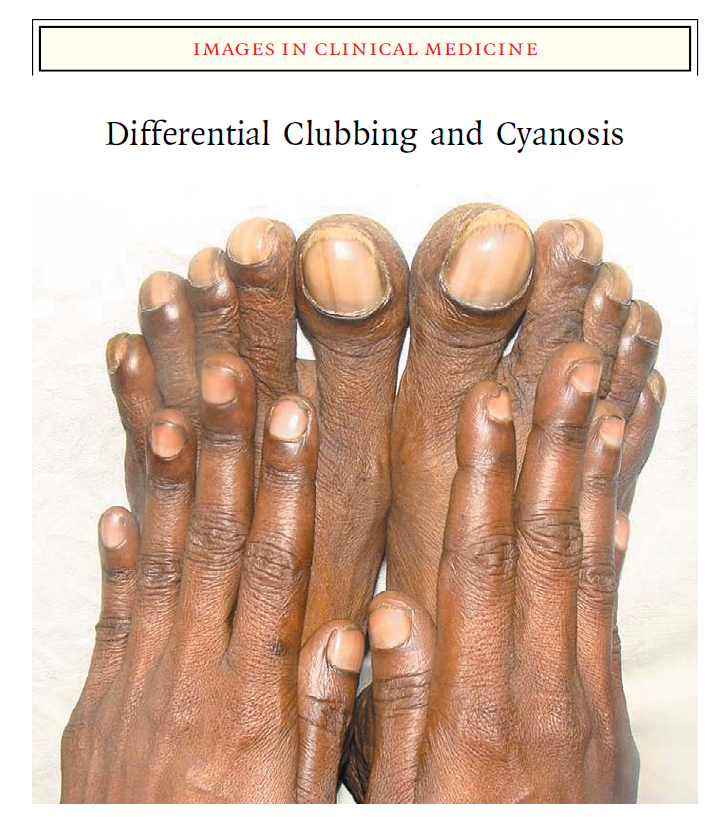 IMAGES IN CLINICAL MEDICINE
Differential Clubbing and Cyanosis